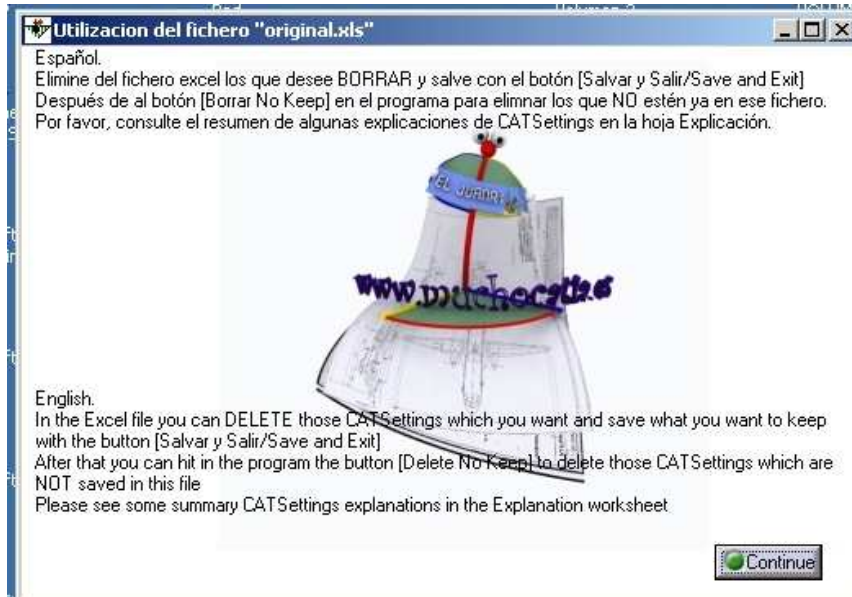 Utilizacion del fichero "original.xls"
Español.
Elimine del fichero excel los que desee BORRAR y salve con el botón [Salvar y Salir/Save and Exit]
Después de al botón [Borrar No Keep] en el programa para elimnar los que NO estén ya en ese fichero.
Por favor, consulte el resumen de algunas explicaciones de CATSettings en la hoja Explicación.
www.muchocatia.es
English.
In the Excel file you can DELETE those CATSettings which you want and save what you want to keep
with the button [Salvar y Salir/Save and Exit]
After that you can hit in the program the button [Delete No Keep] to delete those CATSettings which are
NOT saved in this file
Please see some summary CATSettings explanations in the Explanation worksheet
Continue